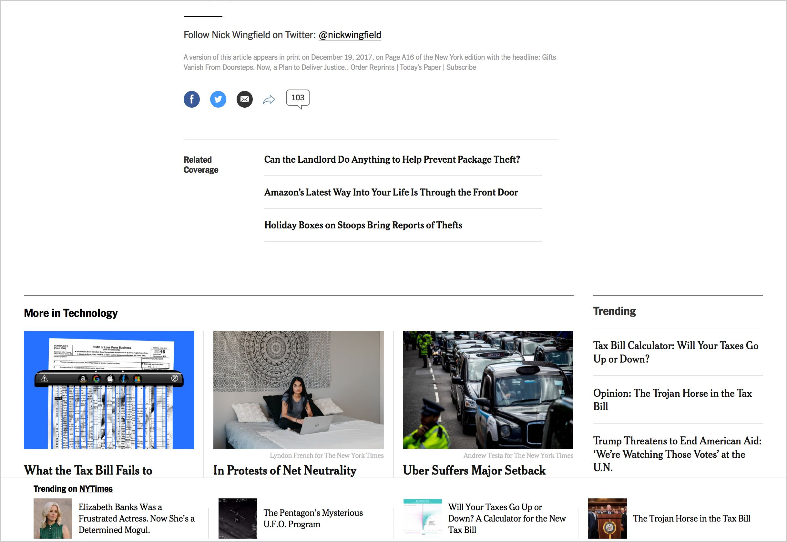 Follow Nick Wingfield on Twitter: @nickwingfield
A version of this article appears in print on December 19, 2017, on Page A16 of the New York edition with the headline: Gifts
Vanish From Doorsteps. Now, a Plan to Deliver Justice.. Order Reprints | Today's Paper | Subscribe
103
Related
Coverage
Can the Landlord Do Anything to Help Prevent Package Theft?
Amazon's Latest Way Into Your Life Is Through the Front Door
Holiday Boxes on Stoops Bring Reports of Thefts
More in Technology
Lyndon French for The New York Times
Andrew Testa for The New York Times
What the Tax Bill Fails to
In Protests of Net Neutrality
Uber Suffers Major Setback
Trending
Tax Bill Calculator: Will Your Taxes Go
Up or Down?
Opinion: The Trojan Horse in the Tax
Bill
Trump Threatens to End American Aid:
'We're Watching Those Votes' at the
U.N.
Trending on NYTimes
Elizabeth Banks Was a
Frustrated Actress. Now She's a
Determined Mogul.
The Pentagon's Mysterious
U.F.O. Program
Will Your Taxes Go Up or
Down? A Calculator for the New
Tax Bill
The Trojan Horse in the Tax Bill